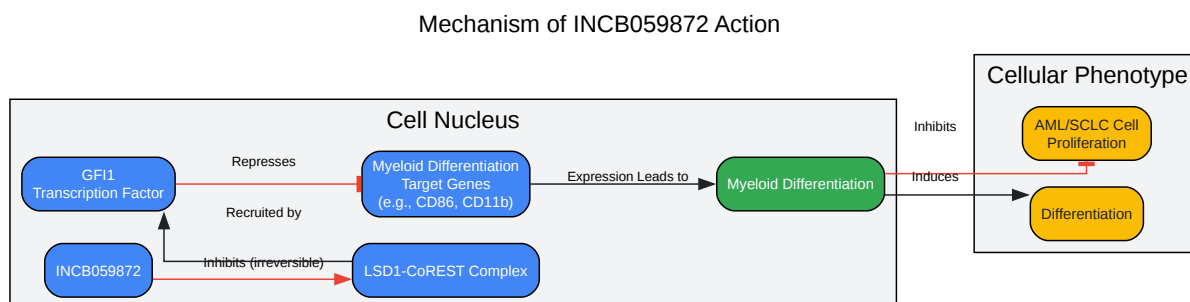 Mechanism of INCB059872 Action
Cellular Phenotype
Cell Nucleus
GFI1
Transcription Factor
Represses
Myeloid Differentiation
Target Genes
(e.g., CD86, CD11b)
Expression Leads to
Myeloid Differentiation
Inhibits
AML/SCLC Cell
Proliferation
Induces
Differentiation
Recruited by
INCB059872
Inhibits (irreversible)
LSD1-CoREST Complex